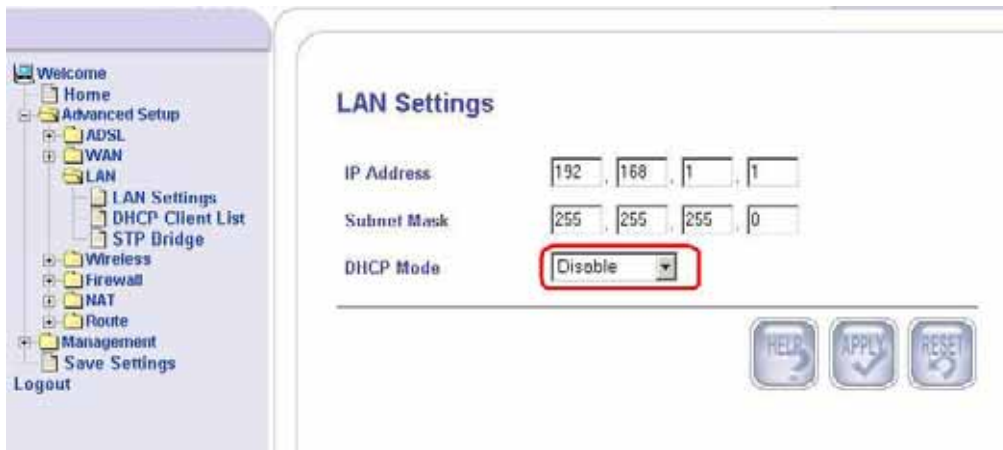 Welcome
Home
Advanced Setup
ADSL
WAN
LAN
LAN Settings
DHCP Client List
STP Bridge
Wireless
Firewall
NAT
Route
Management
Save Settings
Logout
LAN Settings
IP Address 192 . 168 . 1 . 1
Subnet Mask 255 . 255 . 255 . 0
DHCP Mode Disable
HELP APPLY RESET